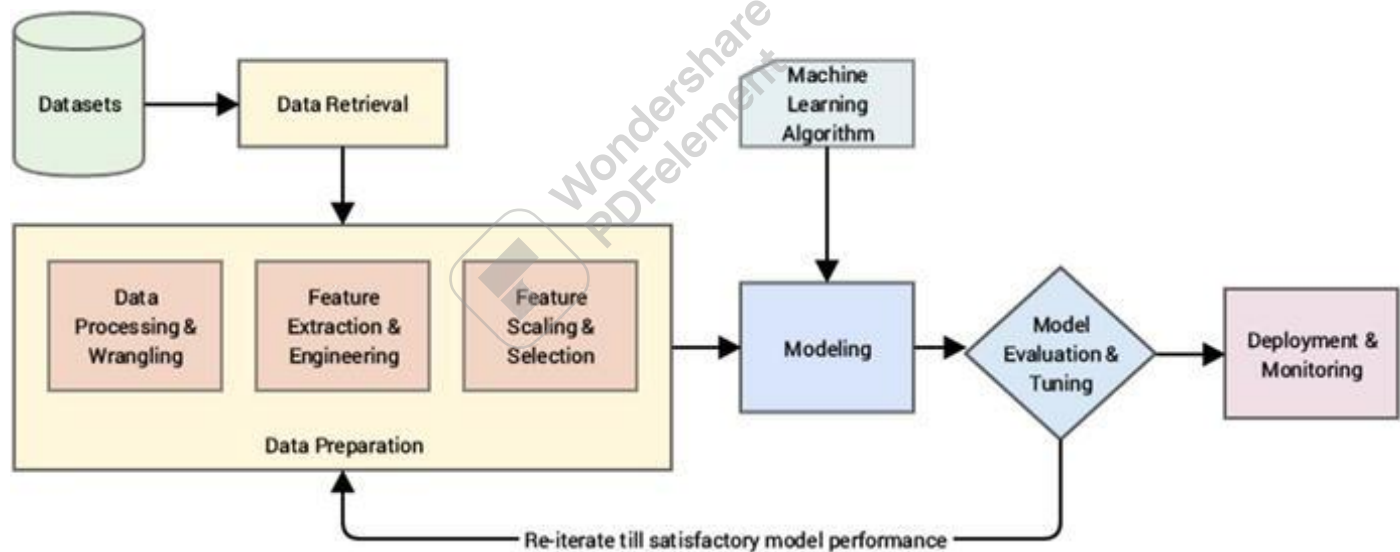 Datasets
Data Retrieval
Machine
Learning
Algorithm
Wondershare
PDFelement
Data
Processing &
Wrangling
Feature
Extraction &
Engineering
Feature
Scaling &
Selection
Data Preparation
Modeling
Model
Evaluation &
Tuning
Deployment &
Monitoring
Re-iterate till satisfactory model performance